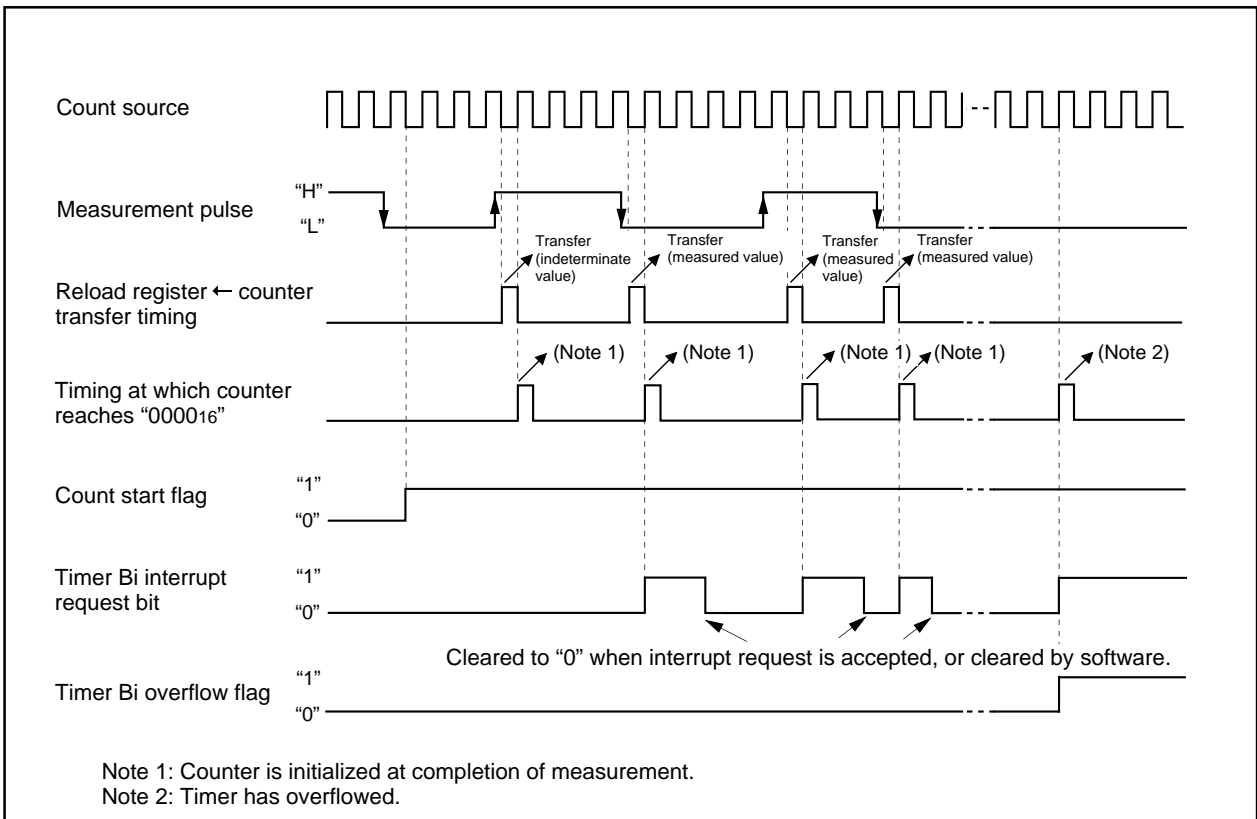 Count source
“H”
Measurement pulse
“L”
Transfer
(indeterminate
value)
Transfer
(measured value)
Transfer
(measured
value)
Transfer
(measured value)
Reload register ← counter
transfer timing
(Note 1)
(Note 1)
(Note 1)
(Note 1)
(Note 2)
Timing at which counter
reaches “000016”
Count start flag
“1”
“0”
Timer Bi interrupt
request bit
“1”
“0”
Cleared to “0” when interrupt request is accepted, or cleared by software.
Timer Bi overflow flag
“1”
“0”
Note 1: Counter is initialized at completion of measurement.
Note 2: Timer has overflowed.